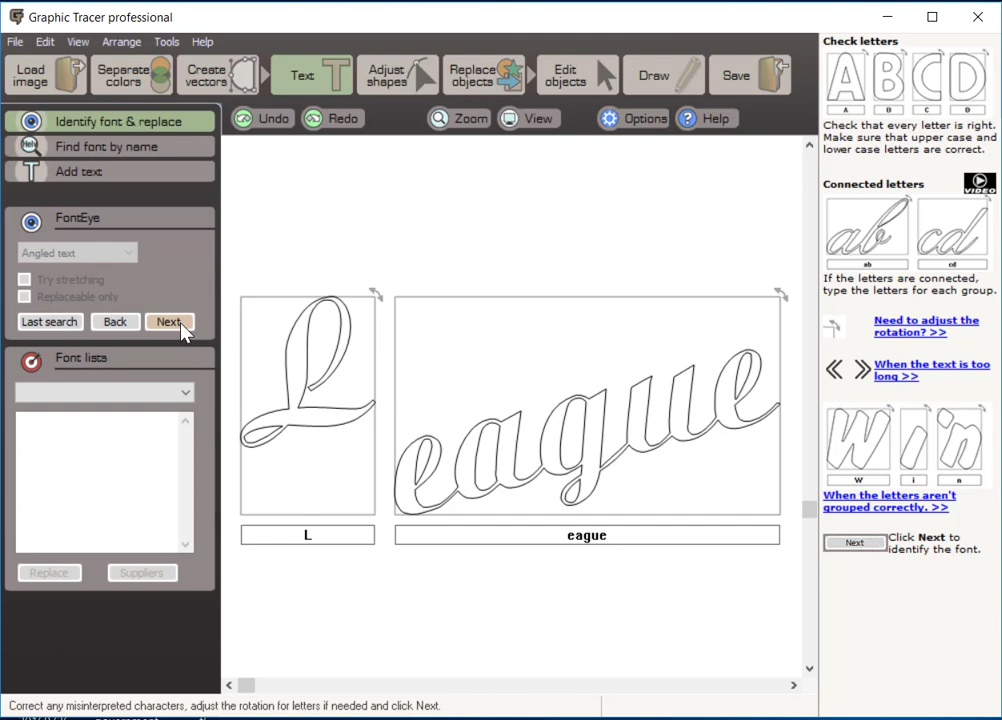 Graphic Tracer professional
File Edit View Arrange Tools Help
Load image
Separate colors
Create vectors
Text
Adjust shapes
Replace objects
Edit objects
Draw
Save
Identify font & replace
Find font by name
Add text
Undo Redo Zoom View Options Help
FontEye
Angled text
Try stretching
Replaceable only
Last search Back Next
Font lists
Replace Suppliers
League
L eague
Check letters
A B C D
A B C D
Check that every letter is right.
Make sure that upper case and
lower case letters are correct.
Connected letters
VIDEO
ab cd
ab cd
If the letters are connected,
type the letters for each group.
Need to adjust the
rotation? >>
When the text is too
long >>
W i n
W i n
When the letters aren't
grouped correctly. >>
Next Click Next to
identify the font.
Correct any misinterpreted characters, adjust the rotation for letters if needed and click Next.